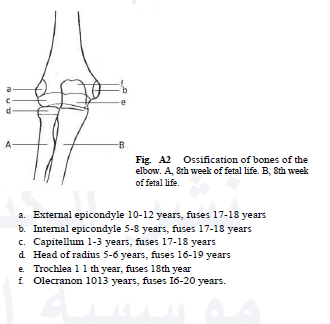 a
c
d
f
b
e
A
B
Fig. A2 Ossification of bones of the
elbow. A, 8th week of fetal life. B, 8th week
of fetal life.
a. External epicondyle 10-12 years, fuses 17-18 years
b. Internal epicondyle 5-8 years, fuses 17-18 years
c. Capitellum 1-3 years, fuses 17-18 years
d. Head of radius 5-6 years, fuses 16-19 years
e. Trochlea 1 1 th year, fuses 18th year
f. Olecranon 1013 years, fuses I6-20 years.